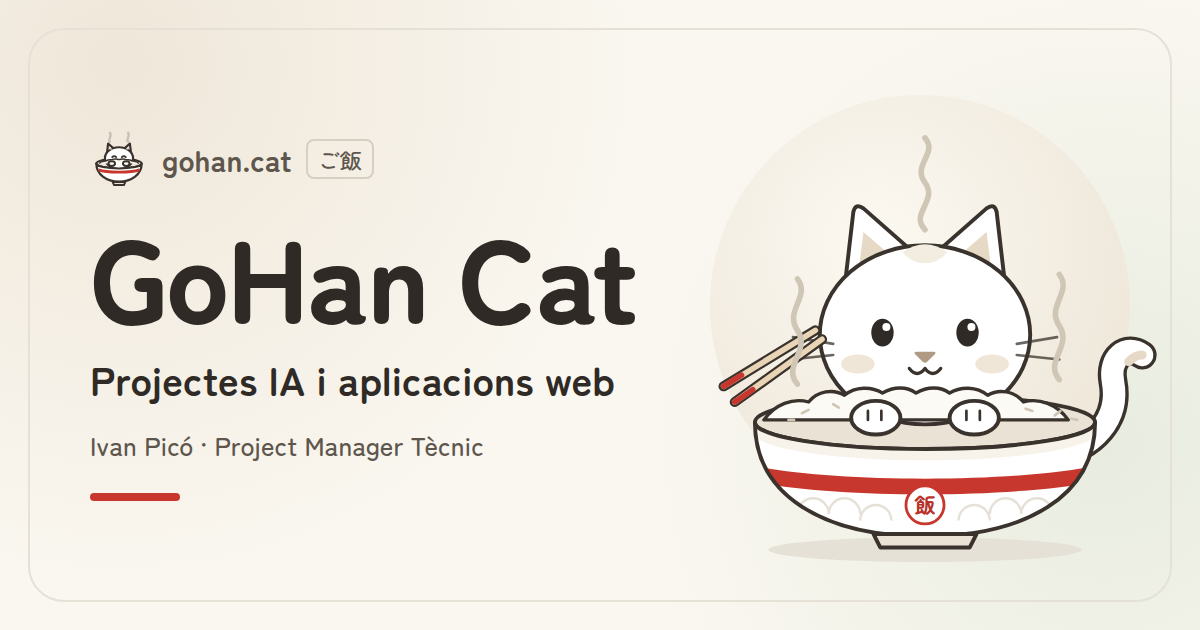 gohan.cat ご飯
GoHan Cat
Projectes IA i aplicacions web
Ivan Picó · Project Manager Tècnic
飯